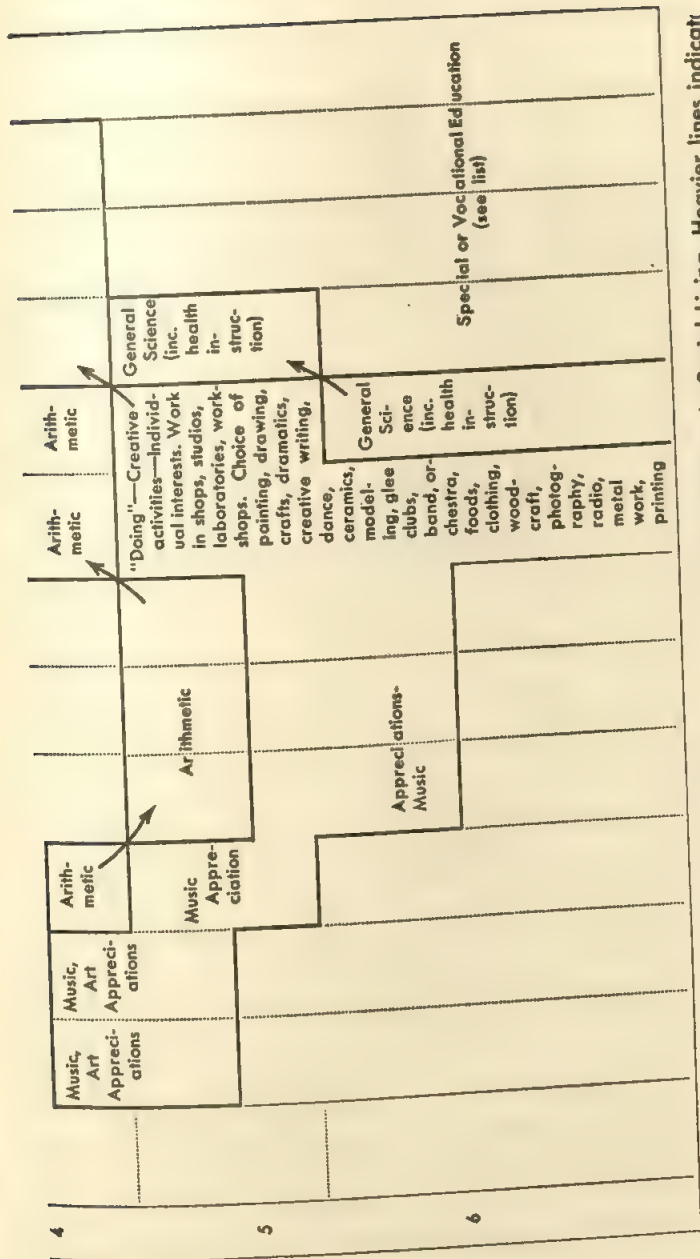 4
5
6
Music,
Art
Appreci-
ations
Music,
Art
Appreci-
ations
Arith-
metic
Music
Appre-
ciation
Arithmetic
Appreciations-
Music
Arith-
metic
Arith-
metic
"Doing"—Creative
activities—Individ-
ual interests. Work
in shops, studios,
laboratories, work-
shops. Choice of
painting, drawing,
crafts, dramatics,
creative writing,
dance,
ceramics,
model-
ing, glee
clubs,
band, or-
chestra,
foods,
clothing,
wood-
craft,
photog-
raphy,
radio,
metal
work,
printing
General
Science
(inc.
health
in-
struc-
tion)
General
Sci-
ence
(inc.
health
in-
struc-
tion)
Special or Vocational Education
(see list)
Heavier lines indicate